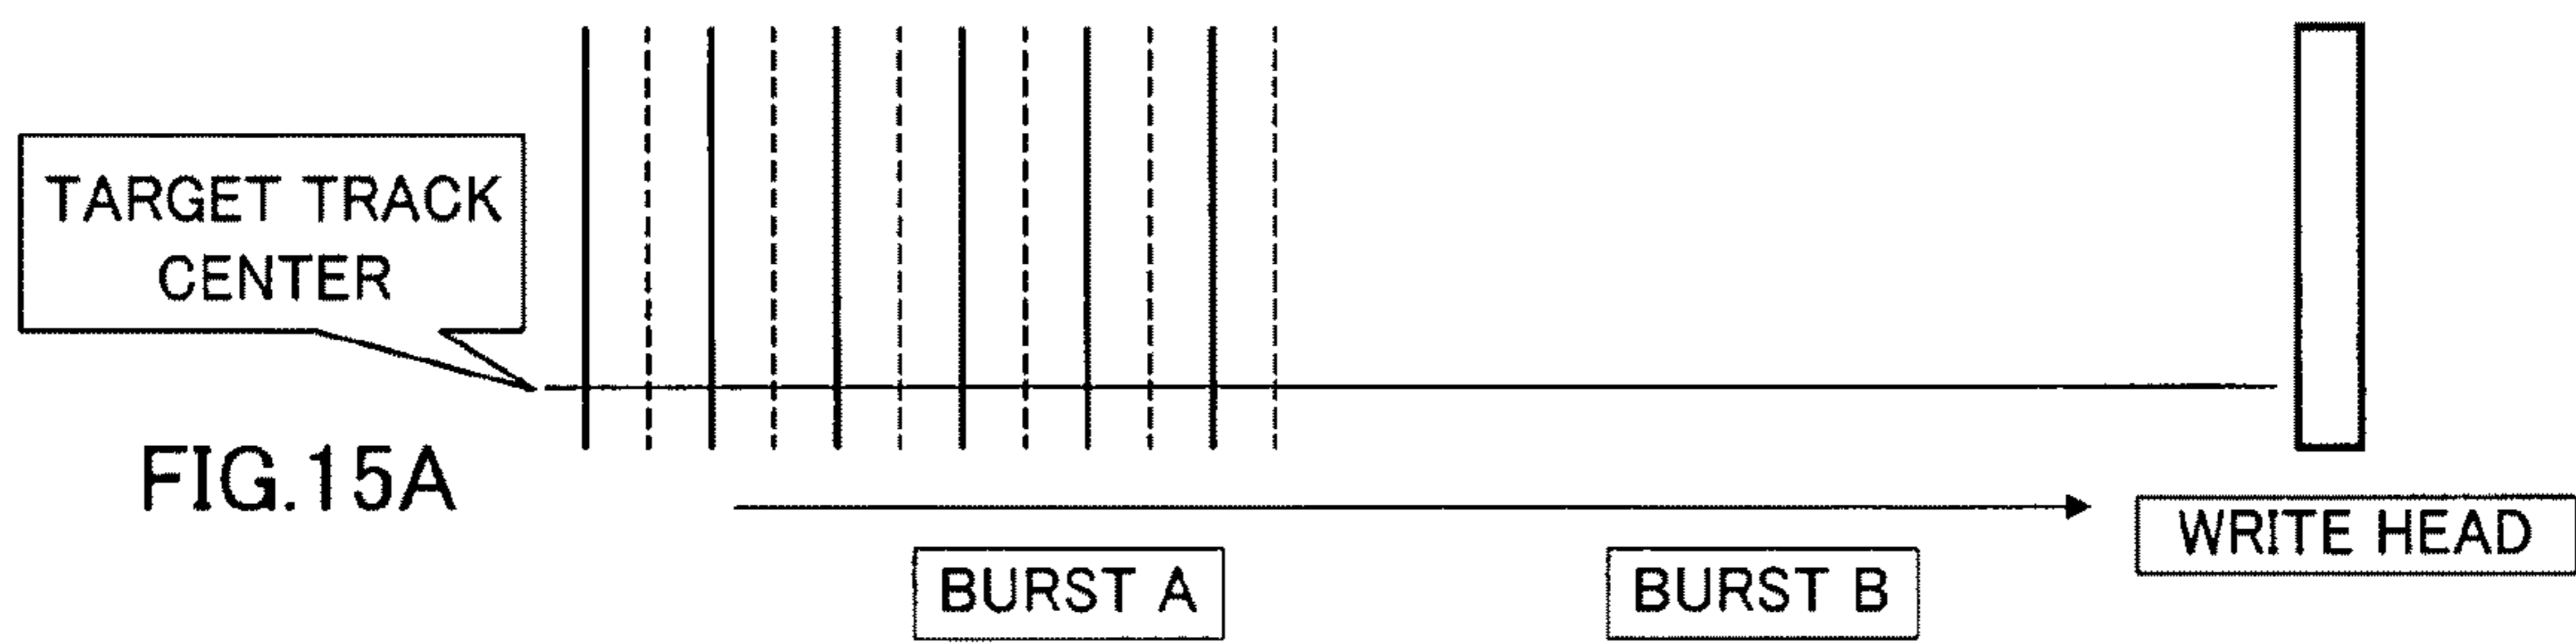 TARGET TRACK
CENTER
FIG.15A
BURST A
BURST B
WRITE HEAD